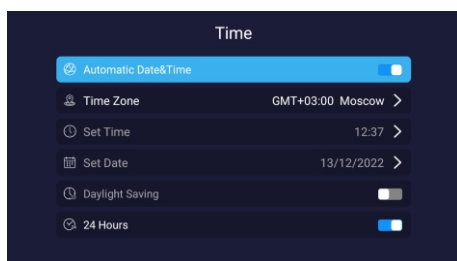 Time
Automatic Date&Time
Time Zone GMT+03:00 Moscow
Set Time 12:37
Set Date 13/12/2022
Daylight Saving
24 Hours